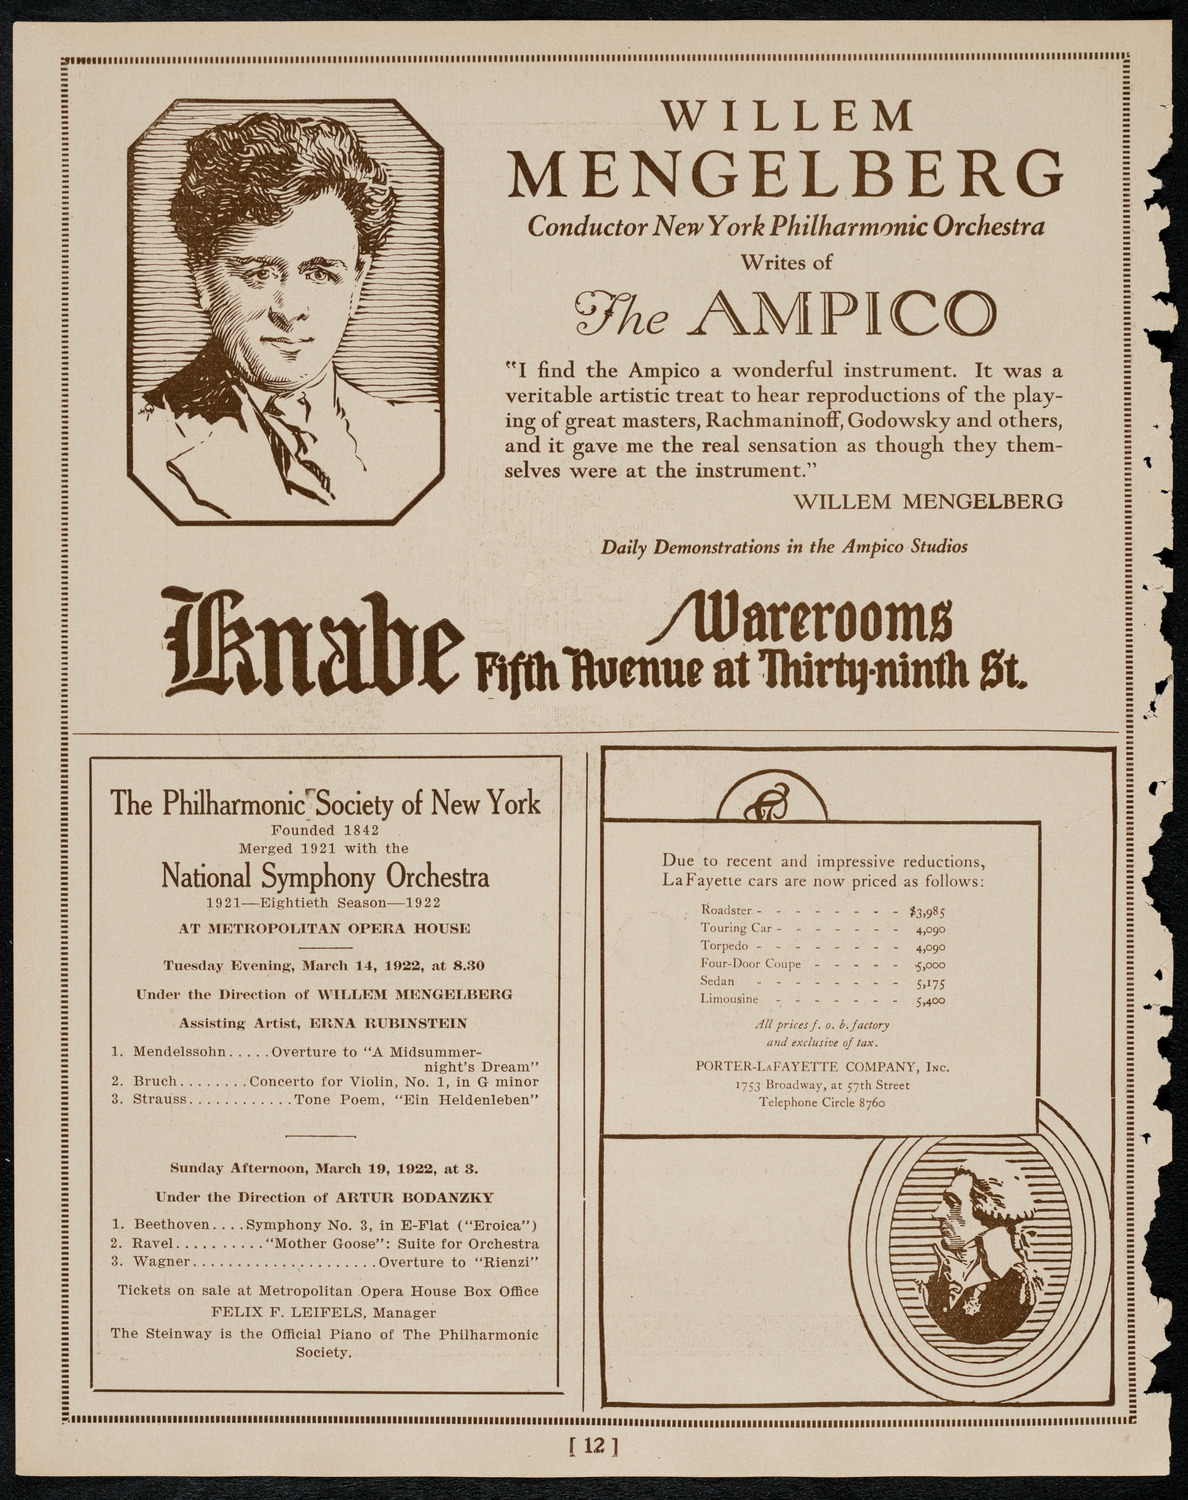 WILLEM
MENGELBERG
Conductor New York Philharmonic Orchestra
Writes of
The AMPICO
"I find the Ampico a wonderful instrument. It was a
veritable artistic treat to hear reproductions of the play-
ing of great masters, Rachmaninoff, Godowsky and others,
and it gave me the real sensation as though they them-
selves were at the instrument."
WILLEM MENGELBERG
Daily Demonstrations in the Ampico Studios
Knabe Warerooms
Fifth Avenue at Thirty-ninth St.
The Philharmonic Society of New York
Founded 1842
Merged 1921 with the
National Symphony Orchestra
1921—Eightieth Season—1922
AT METROPOLITAN OPERA HOUSE
Tuesday Evening, March 14, 1922, at 8.30
Under the Direction of WILLEM MENGELBERG
Assisting Artist, ERNA RUBINSTEIN
1. Mendelssohn.....Overture to "A Midsummer-
night's Dream"
2. Bruch........Concerto for Violin, No. 1, in G minor
3. Strauss............Tone Poem, "Ein Heldenleben"
Sunday Afternoon, March 19, 1922, at 3.
Under the Direction of ARTUR BODANZKY
1. Beethoven....Symphony No. 3, in E-Flat ("Eroica")
2. Ravel.........."Mother Goose": Suite for Orchestra
3. Wagner.....................Overture to "Rienzi"
Tickets on sale at Metropolitan Opera House Box Office
FELIX F. LEIFELS, Manager
The Steinway is the Official Piano of The Philharmonic
Society.
Due to recent and impressive reductions,
LaFayette cars are now priced as follows:
Roadster - - - - - - - - $3,985
Touring Car - - - - - - - 4,090
Torpedo - - - - - - - - 4,090
Four-Door Coupe - - - - - 5,000
Sedan - - - - - - - 5,175
Limousine - - - - - - - 5,400
All prices f. o. b. factory
and exclusive of tax.
PORTER-LAFAYETTE COMPANY, Inc.
1753 Broadway, at 57th Street
Telephone Circle 8760
[ 12 ]